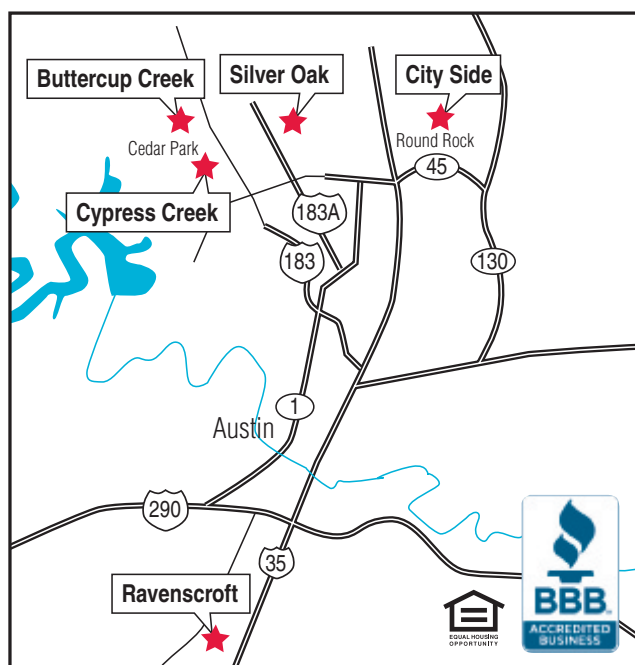 Buttercup Creek
Silver Oak
City Side
Cedar Park
Round Rock
45
Cypress Creek
183A
183
130
1
Austin
290
35
Ravenscroft
EQUAL HOUSING
OPPORTUNITY
BBB
ACCREDITED
BUSINESS